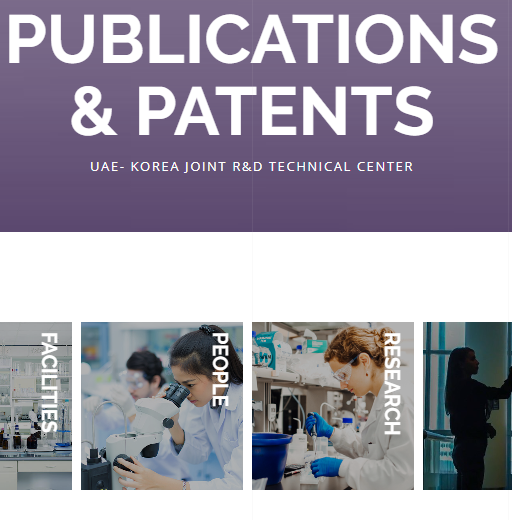 PUBLICATIONS
& PATENTS
UAE- KOREA JOINT R&D TECHNICAL CENTER
FACILITIES
PEOPLE
RESEARCH